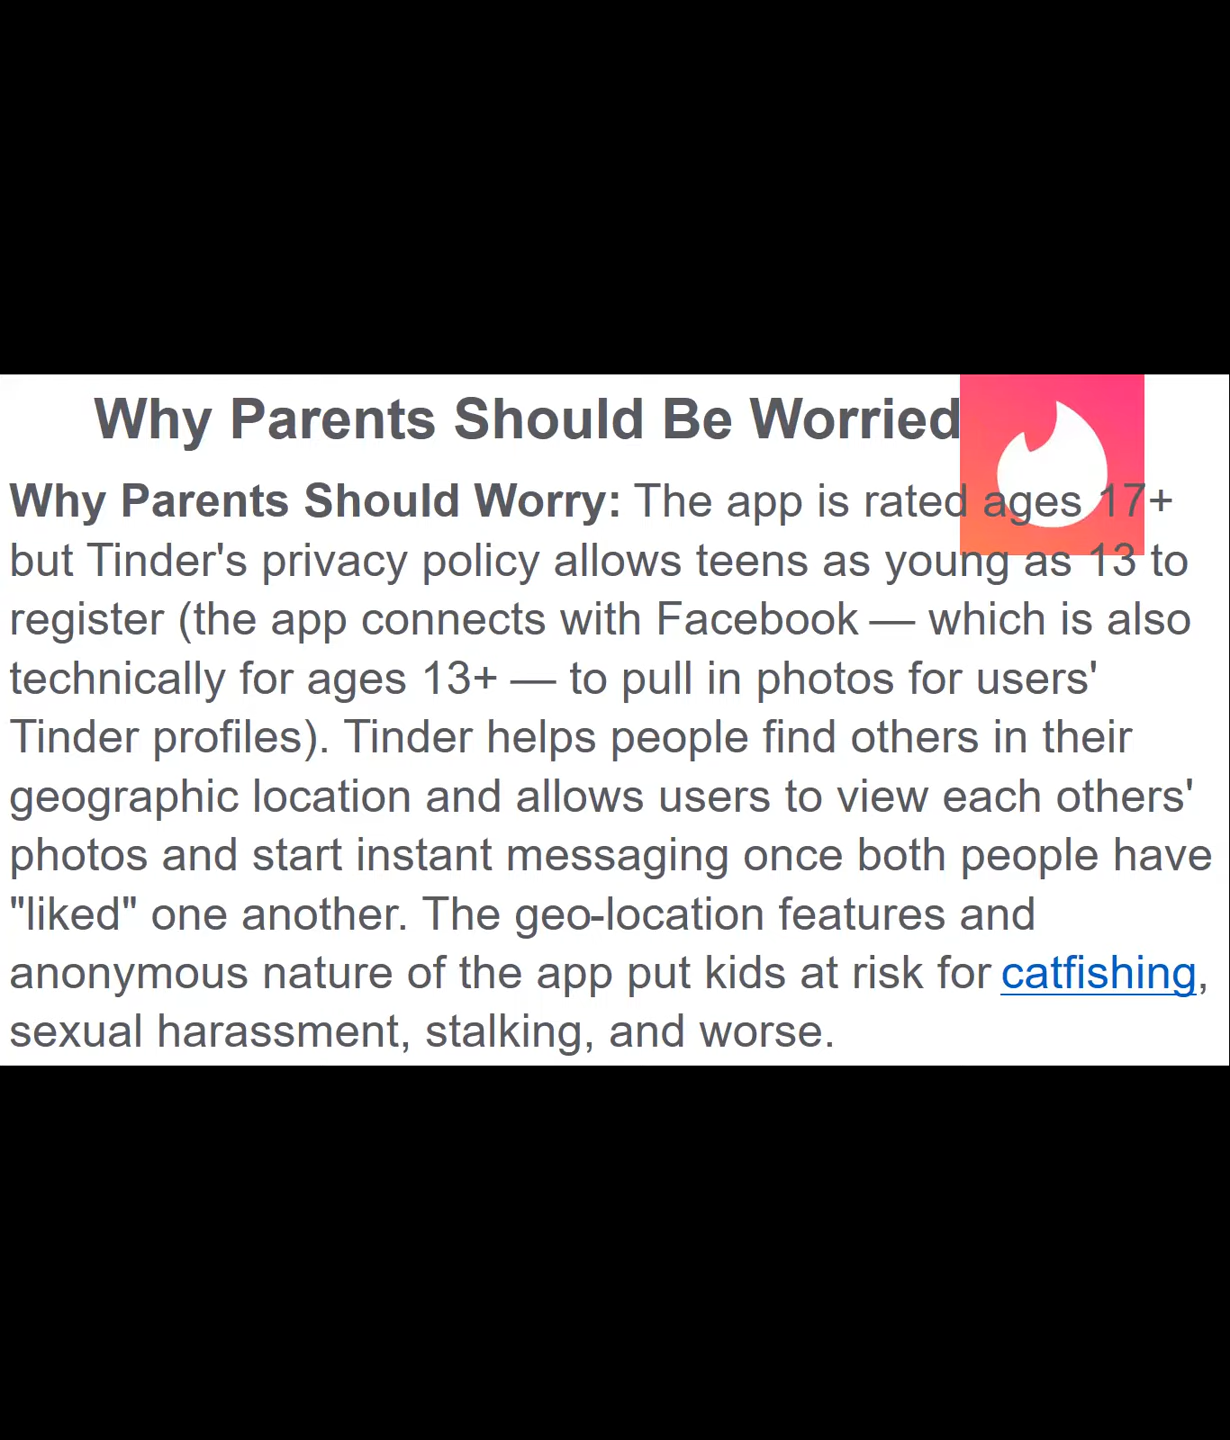 Why Parents Should Be Worried
Why Parents Should Worry: The app is rated ages 17+
but Tinder's privacy policy allows teens as young as 13 to
register (the app connects with Facebook — which is also
technically for ages 13+ — to pull in photos for users'
Tinder profiles). Tinder helps people find others in their
geographic location and allows users to view each others'
photos and start instant messaging once both people have
"liked" one another. The geo-location features and
anonymous nature of the app put kids at risk for catfishing,
sexual harassment, stalking, and worse.